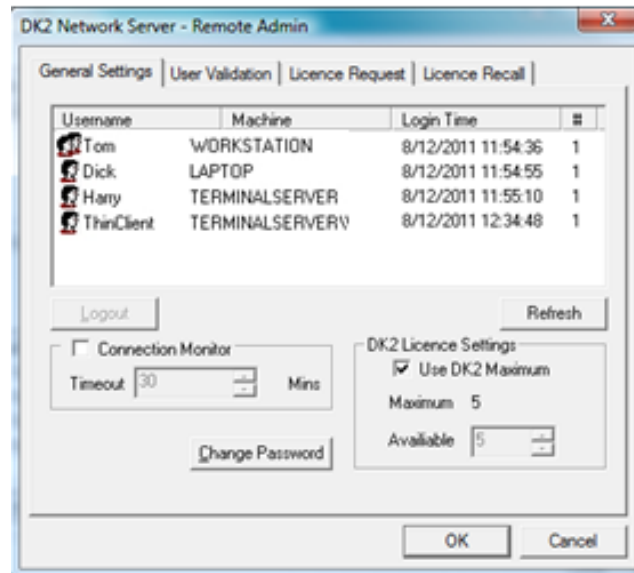 DK2 Network Server - Remote Admin
General Settings User Validation Licence Request Licence Recall
Username Machine Login Time #
Tom WORKSTATION 8/12/2011 11:54:36 1
Dick LAPTOP 8/12/2011 11:54:55 1
Harry TERMINALSERVER 8/12/2011 11:55:10 1
ThinClient TERMINALSERVER\ 8/12/2011 12:34:48 1
Logout Refresh
Connection Monitor
Timeout 30 Mins
DK2 Licence Settings
Use DK2 Maximum
Maximum 5
Availiable 5
Change Password
OK Cancel